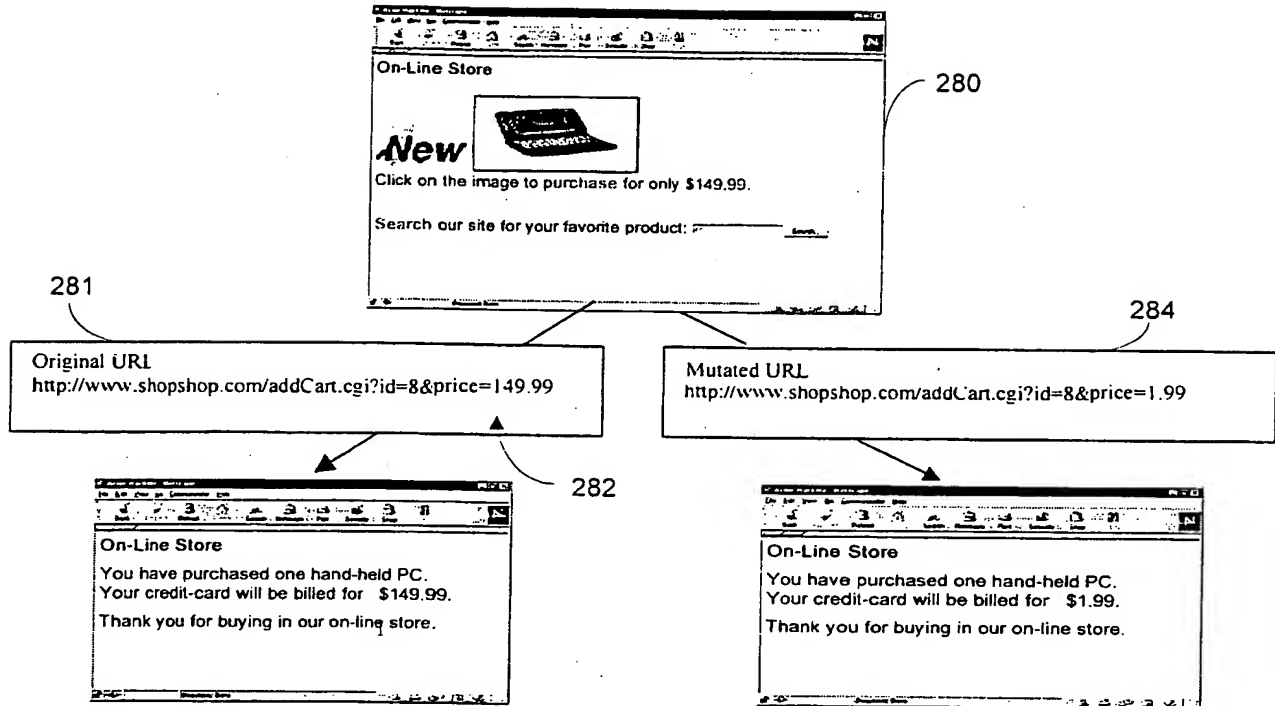 On-Line Store
280
New
Click on the image to purchase for only $149.99.
Search our site for your favorite product:
Search
281
Original URL
http://www.shopshop.com/addCart.cgi?id=8&price=149.99
282
284
Mutated URL
http://www.shopshop.com/addCart.cgi?id=8&price=1.99
On-Line Store
You have purchased one hand-held PC.
Your credit-card will be billed for $149.99.
Thank you for buying in our on-line store.
On-Line Store
You have purchased one hand-held PC.
Your credit-card will be billed for $1.99.
Thank you for buying in our on-line store.